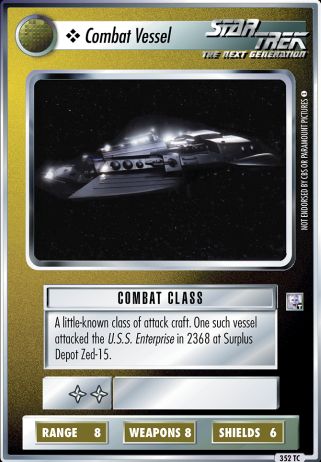 ❖ Combat Vessel
STAR TREK
THE NEXT GENERATION
NOT ENDORSED BY CBS OR PARAMOUNT PICTURES
COMBAT CLASS
A little-known class of attack craft. One such vessel
attacked the U.S.S. Enterprise in 2368 at Surplus
Depot Zed-15.
RANGE 8
WEAPONS 8
SHIELDS 6
352 TC